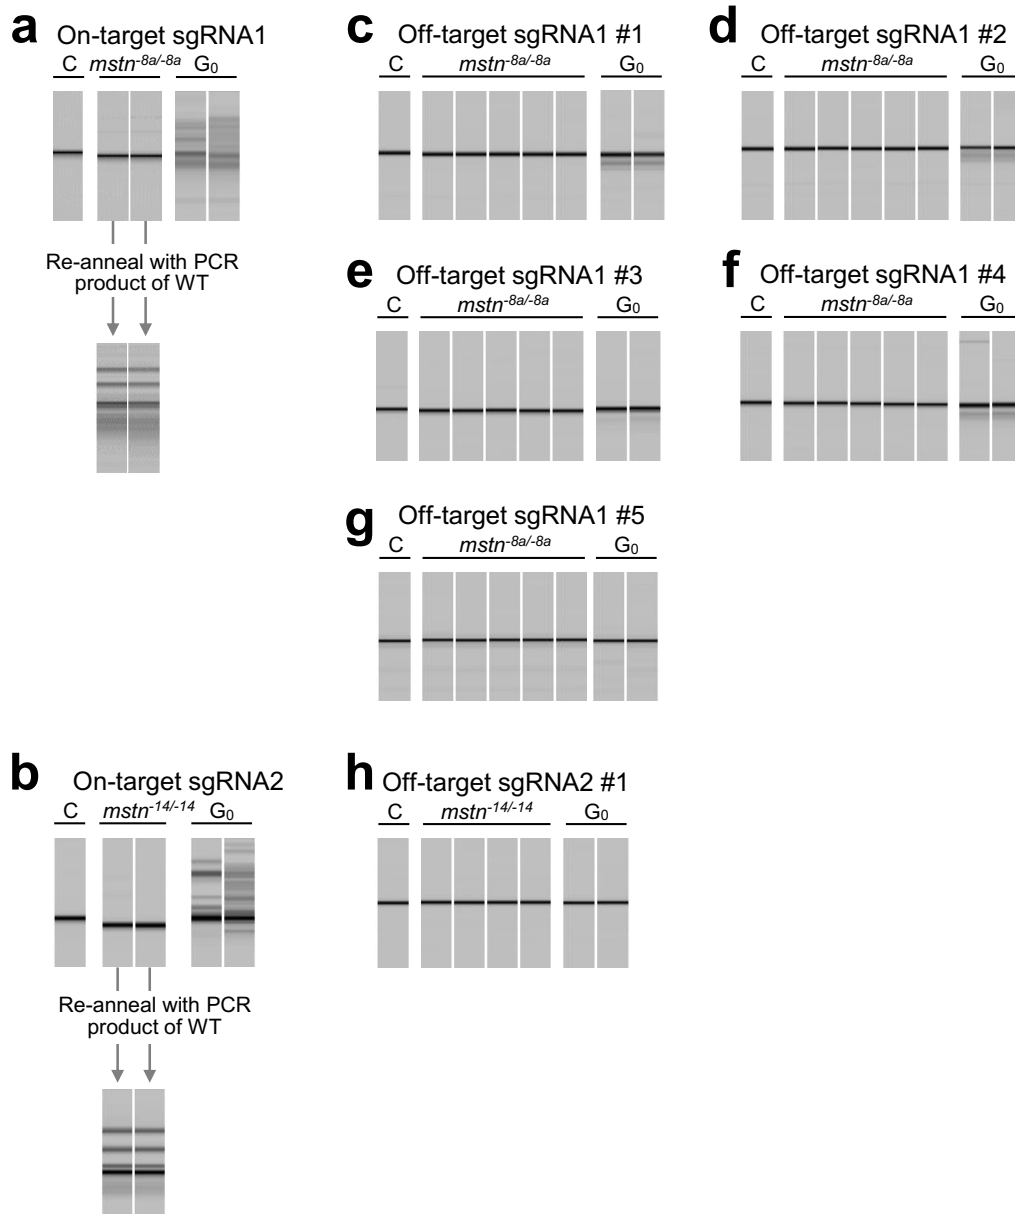 a On-target sgRNA1
C mstn-8a/-8a G0
Re-anneal with PCR
product of WT
c Off-target sgRNA1 #1
C mstn-8a/-8a G0
d Off-target sgRNA1 #2
C mstn-8a/-8a G0
e Off-target sgRNA1 #3
C mstn-8a/-8a G0
f Off-target sgRNA1 #4
C mstn-8a/-8a G0
g Off-target sgRNA1 #5
C mstn-8a/-8a G0
b On-target sgRNA2
C mstn-14/-14 G0
Re-anneal with PCR
product of WT
h Off-target sgRNA2 #1
C mstn-14/-14 G0